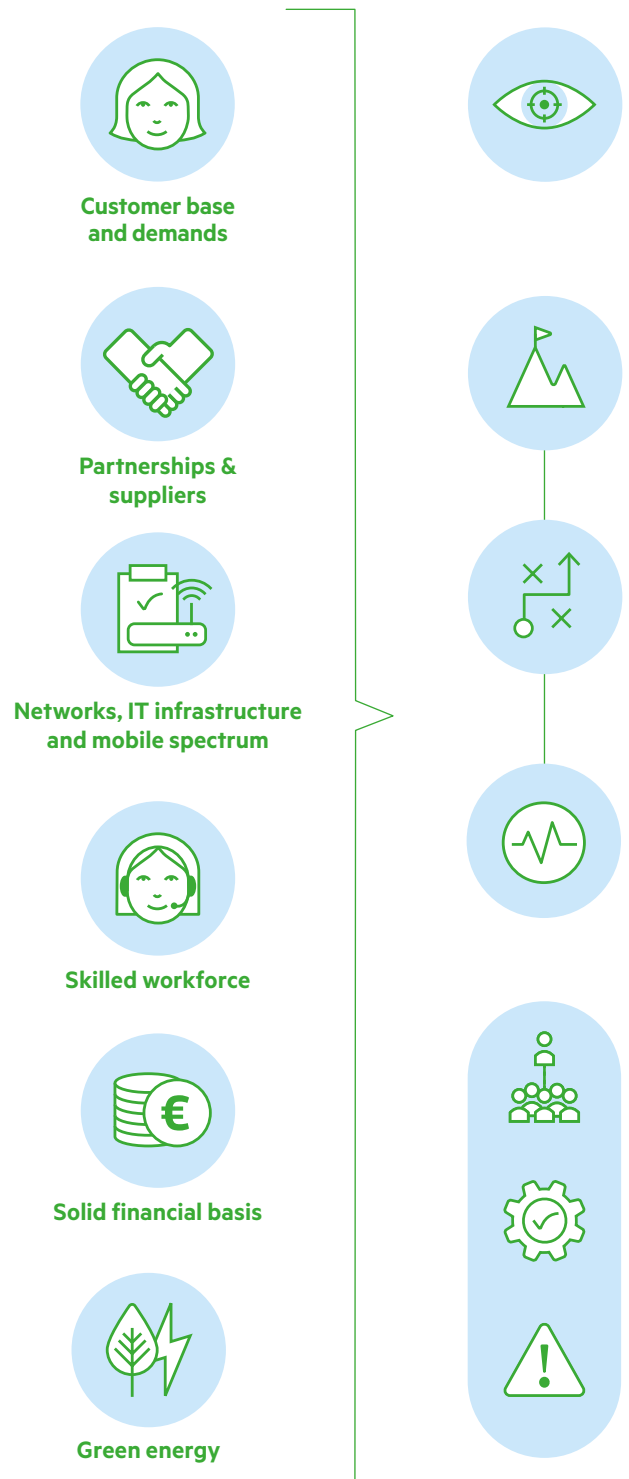 Customer base
and demands
Partnerships &
suppliers
Networks, IT infrastructure
and mobile spectrum
Skilled workforce
€
Solid financial basis
!
Green energy